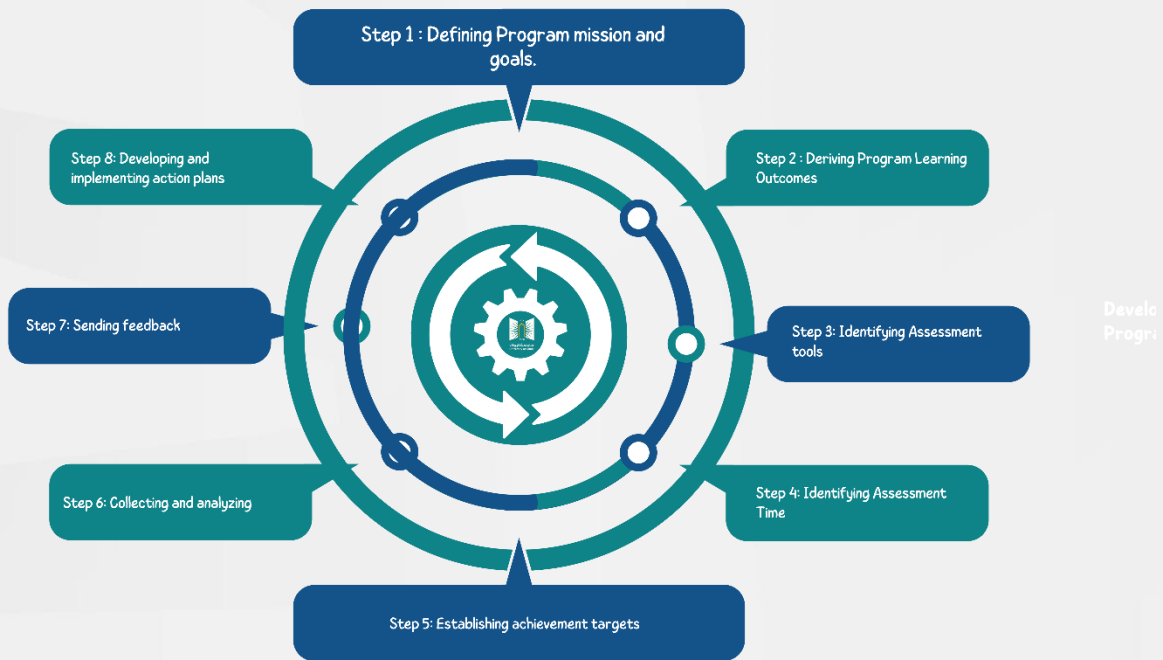 Step 1 : Defining Program mission and
goals.
Step 2 : Deriving Program Learning
Outcomes
Step 3: Identifying Assessment
tools
Step 4: Identifying Assessment
Time
Step 5: Establishing achievement targets
Step 6: Collecting and analyzing
Step 7: Sending feedback
Step 8: Developing and
implementing action plans